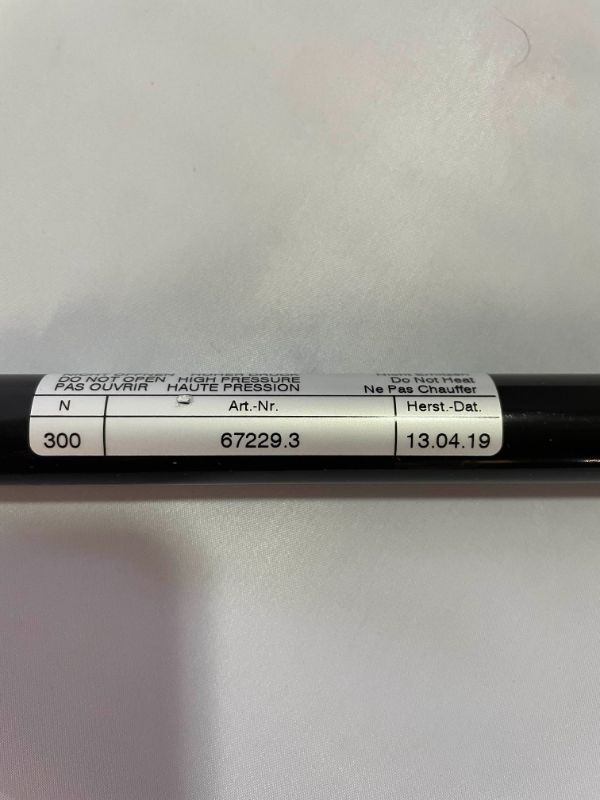 DO NOT OPEN HIGH PRESSURE Do Not Heat
PAS OUVRIR HAUTE PRESSION Ne Pas Chauffer
N Art.-Nr. Herst.-Dat.
300 67229.3 13.04.19